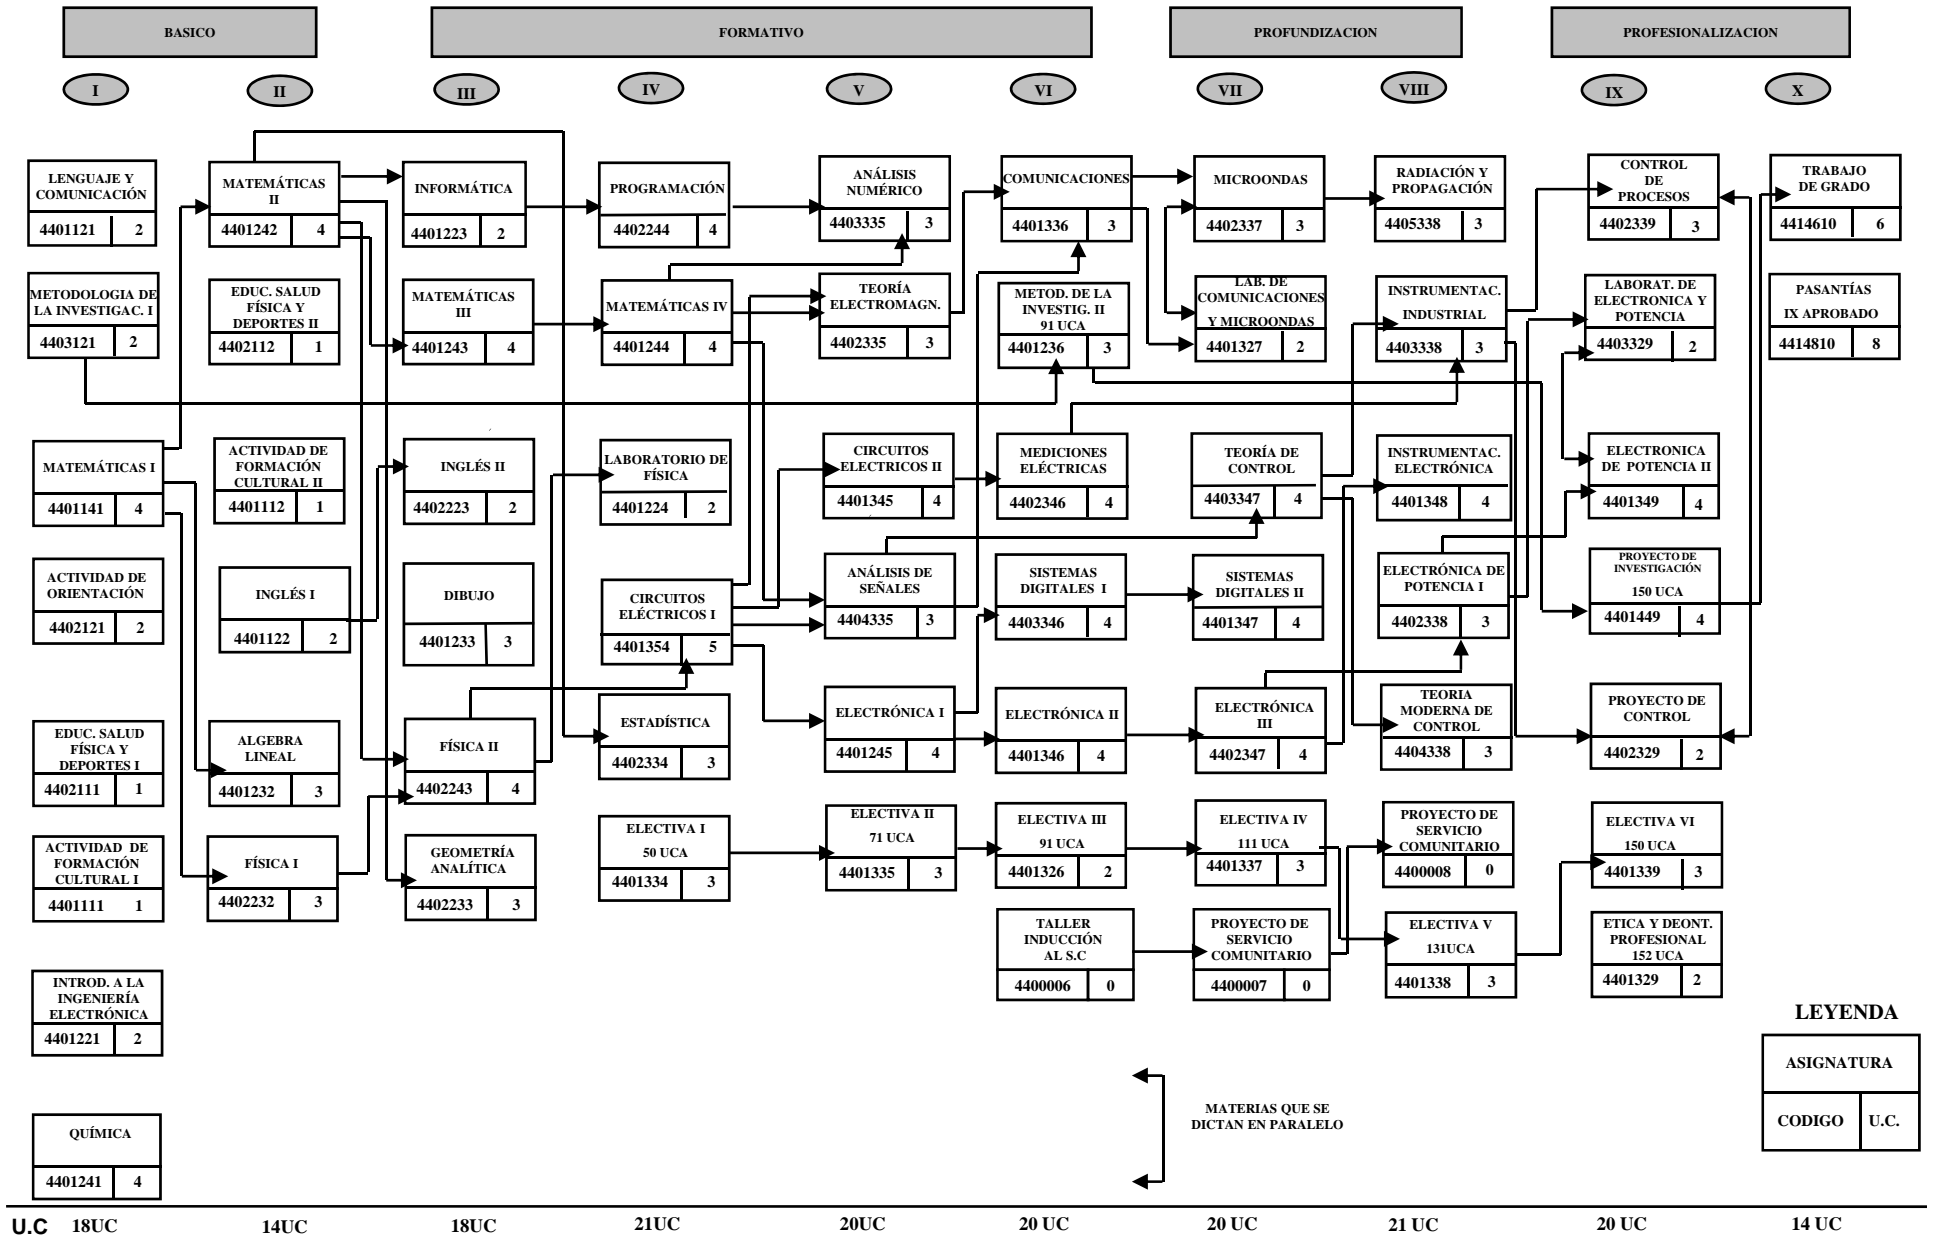 BASICO
FORMATIVO
PROFUNDIZACION
PROFESIONALIZACION
I
II
III
IV
V
VI
VII
VIII
IX
X
LENGUAJE Y
COMUNICACIÓN
4401121 2
METODOLOGIA DE
LA INVESTIGAC. I
4403121 2
MATEMÁTICAS I
4401141 4
ACTIVIDAD DE
ORIENTACIÓN
4402121 2
EDUC. SALUD
FÍSICA Y
DEPORTES I
4402111 1
ACTIVIDAD DE
FORMACIÓN
CULTURAL I
4401111 1
INTROD. A LA
INGENIERÍA
ELECTRÓNICA
4401221 2
QUÍMICA
4401241 4
MATEMÁTICAS
II
4401242 4
EDUC. SALUD
FÍSICA Y
DEPORTES II
4402112 1
ACTIVIDAD DE
FORMACIÓN
CULTURAL II
4401112 1
INGLÉS I
4401122 2
ALGEBRA
LINEAL
4401232 3
FÍSICA I
4402232 3
INFORMÁTICA
4401223 2
MATEMÁTICAS
III
4401243 4
INGLÉS II
4402223 2
DIBUJO
4401233 3
FÍSICA II
4402243 4
GEOMETRÍA
ANALÍTICA
4402233 3
PROGRAMACIÓN
4402244 4
MATEMÁTICAS IV
4401244 4
LABORATORIO DE
FÍSICA
4401224 2
CIRCUITOS
ELÉCTRICOS I
4401354 5
ESTADÍSTICA
4402334 3
ELECTIVA I
50 UCA
4401334 3
ANÁLISIS
NUMÉRICO
4403335 3
TEORÍA
ELECTROMAGN.
4402335 3
CIRCUITOS
ELECTRICOS II
4401345 4
ANÁLISIS DE
SEÑALES
4404335 3
ELECTRÓNICA I
4401245 4
ELECTIVA II
71 UCA
4401335 3
COMUNICACIONES
4401336 3
METOD. DE LA
INVESTIG. II
91 UCA
4401236 3
MEDICIONES
ELÉCTRICAS
4402346 4
SISTEMAS
DIGITALES I
4403346 4
ELECTRÓNICA II
4401346 4
ELECTIVA III
91 UCA
4401326 2
TALLER
INDUCCIÓN
AL S.C
4400006 0
MICROONDAS
4402337 3
LAB. DE
COMUNICACIONES
Y MICROONDAS
4401327 2
TEORÍA DE
CONTROL
4403347 4
SISTEMAS
DIGITALES II
4401347 4
ELECTRÓNICA
III
4402347 4
ELECTIVA IV
111 UCA
4401337 3
PROYECTO DE
SERVICIO
COMUNITARIO
4400007 0
RADIACIÓN Y
PROPAGACIÓN
4405338 3
INSTRUMENTAC.
INDUSTRIAL
4403338 3
INSTRUMENTAC.
ELECTRÓNICA
4401348 4
ELECTRÓNICA DE
POTENCIA I
4402338 3
TEORIA
MODERNA DE
CONTROL
4404338 3
PROYECTO DE
SERVICIO
COMUNITARIO
4400008 0
ELECTIVA V
131UCA
4401338 3
CONTROL
DE
PROCESOS
4402339 3
LABORAT. DE
ELECTRONICA Y
POTENCIA
4403329 2
ELECTRONICA
DE POTENCIA II
4401349 4
PROYECTO DE
INVESTIGACIÓN
150 UCA
4401449 4
PROYECTO DE
CONTROL
4402329 2
ELECTIVA VI
150 UCA
4401339 3
ETICA Y DEONT.
PROFESIONAL
152 UCA
4401329 2
TRABAJO
DE GRADO
4414610 6
PASANTÍAS
IX APROBADO
4414810 8
MATERIAS QUE SE
DICTAN EN PARALELO
LEYENDA
ASIGNATURA
CODIGO U.C.
U.C 18UC 14UC 18UC 21UC 20UC 20 UC 20 UC 21 UC 20 UC 14 UC